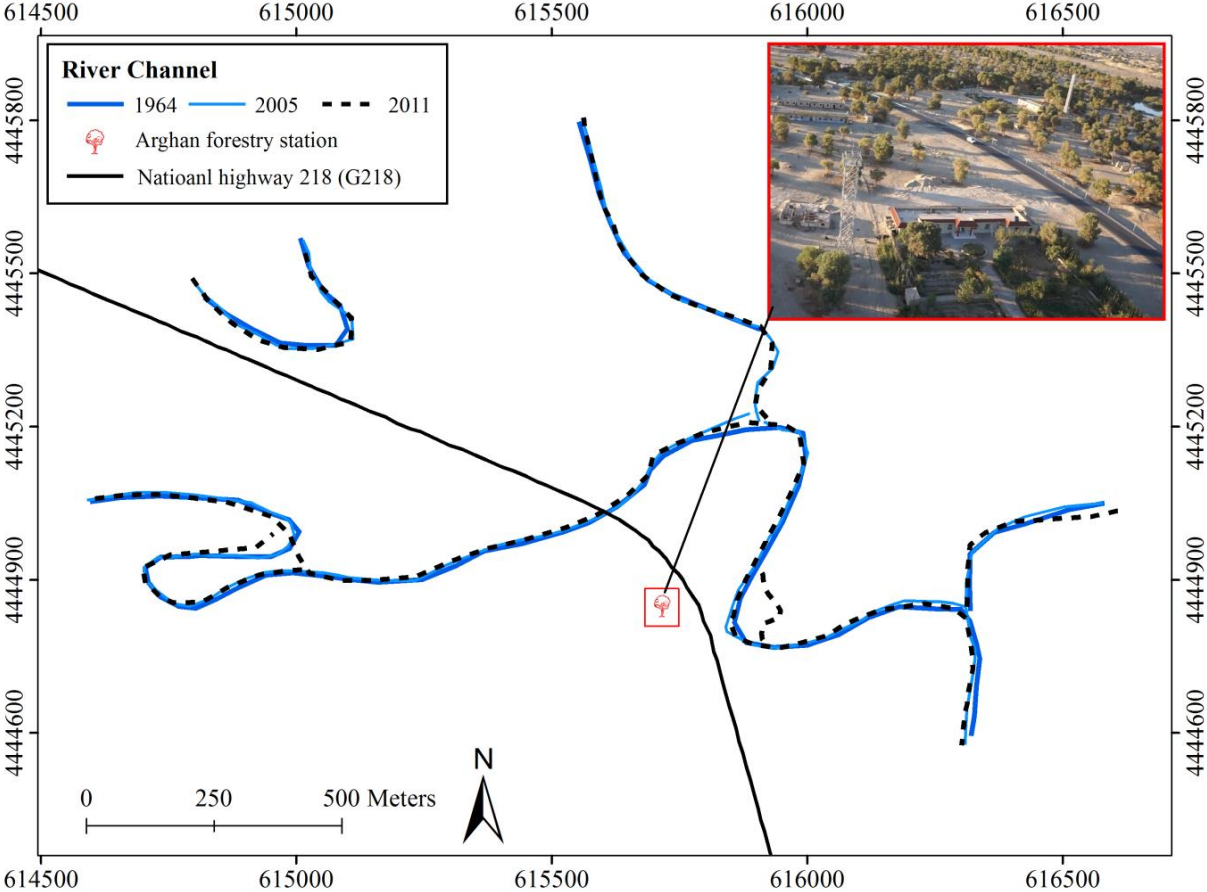 614500 615000 615500 616000 616500
River Channel
1964 2005 2011
Arghan forestry station
Natioanl highway 218 (G218)
4445800 4445800
4445500 4445500
4445200 4445200
4444900 4444900
4444600 4444600
N
0 250 500 Meters
614500 615000 615500 616000 616500